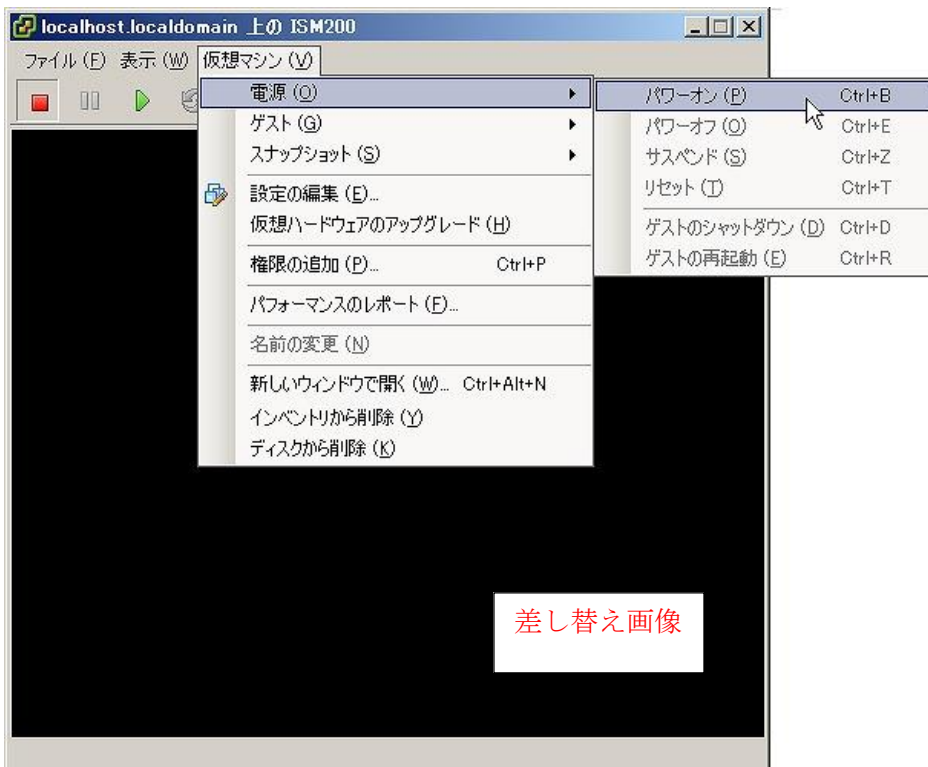 localhost.localdomain 上の ISM200
ファイル (F) 表示 (W) 仮想マシン (V)
電源 (O)
ゲスト (G)
スナップショット (S)
設定の編集 (E)...
仮想ハードウェアのアップグレード (H)
権限の追加 (P)... Ctrl+P
パフォーマンスのレポート (F)...
名前の変更 (N)
新しいウィンドウで開く (W)... Ctrl+Alt+N
インベントリから削除 (Y)
ディスクから削除 (K)
パワーオン (P) Ctrl+B
パワーオフ (O) Ctrl+E
サスペンド (S) Ctrl+Z
リセット (T) Ctrl+T
ゲストのシャットダウン (D) Ctrl+D
ゲストの再起動 (E) Ctrl+R
差し替え画像